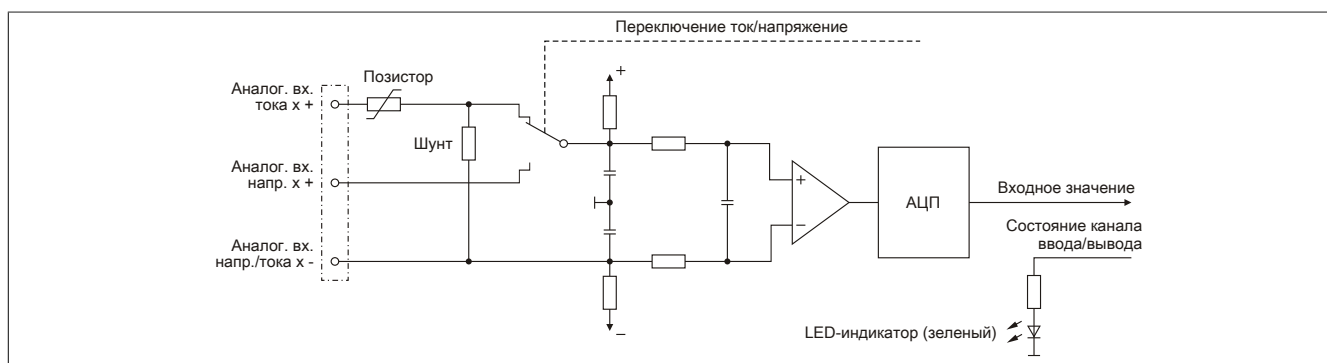 Переключение ток/напряжение
Позистор
Аналог. вх.
тока x +
Шунт
Аналог. вх.
напр. x +
Аналог. вх.
напр./тока x -
+
−
+
−
АЦП
Входное значение
Состояние канала
ввода/вывода
LED-индикатор (зеленый)